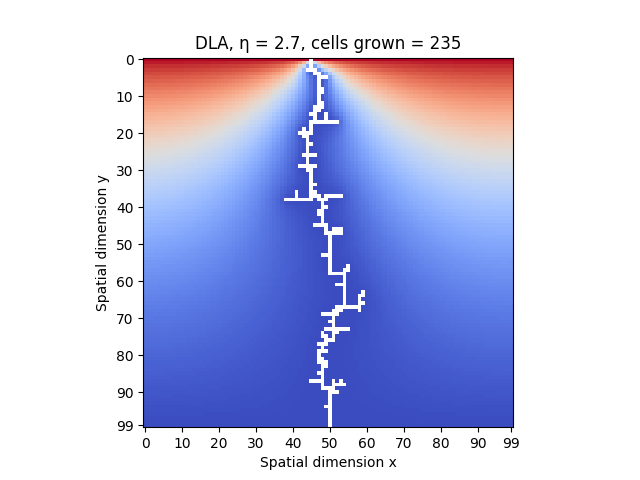 DLA, η = 2.7, cells grown = 235
0
10
20
30
40
50
60
70
80
90
99
Spatial dimension y
0 10 20 30 40 50 60 70 80 90 99
Spatial dimension x